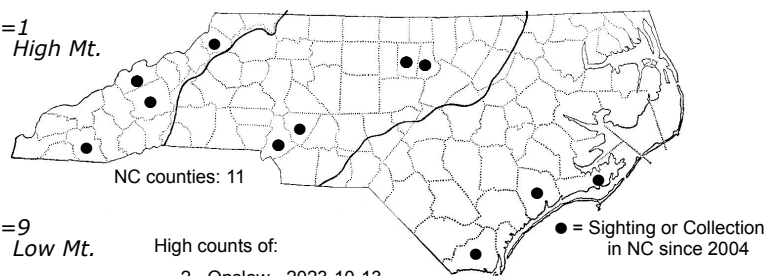 =1
High Mt.
NC counties: 11
=9
Low Mt.
High counts of:
● = Sighting or Collection
in NC since 2004
2 - Onslow - 2023-10-13